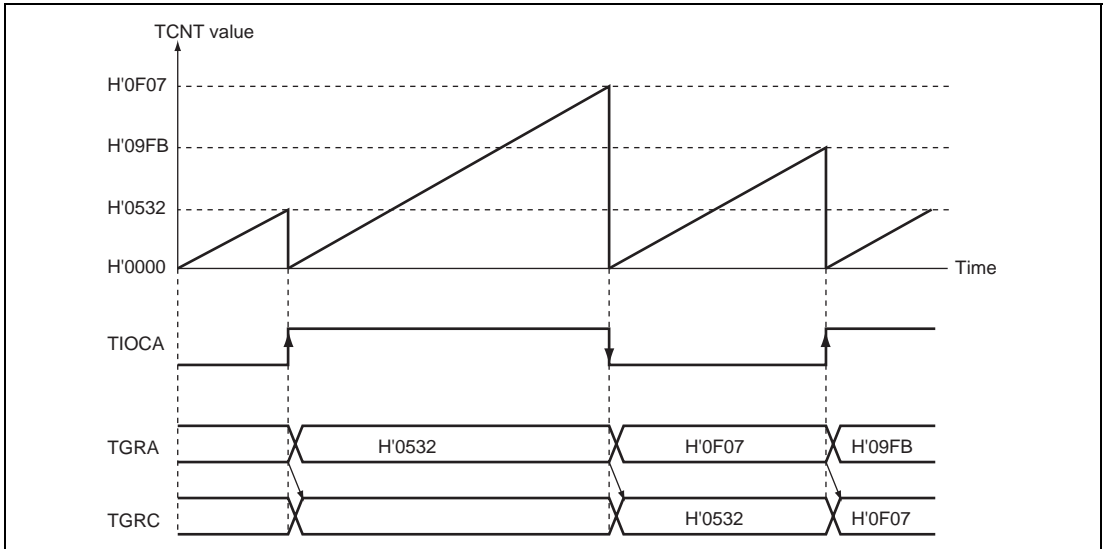 TCNT value
H'0F07
H'09FB
H'0532
H'0000
Time
TIOCA
TGRA
H'0532
H'0F07
H'09FB
TGRC
H'0532
H'0F07